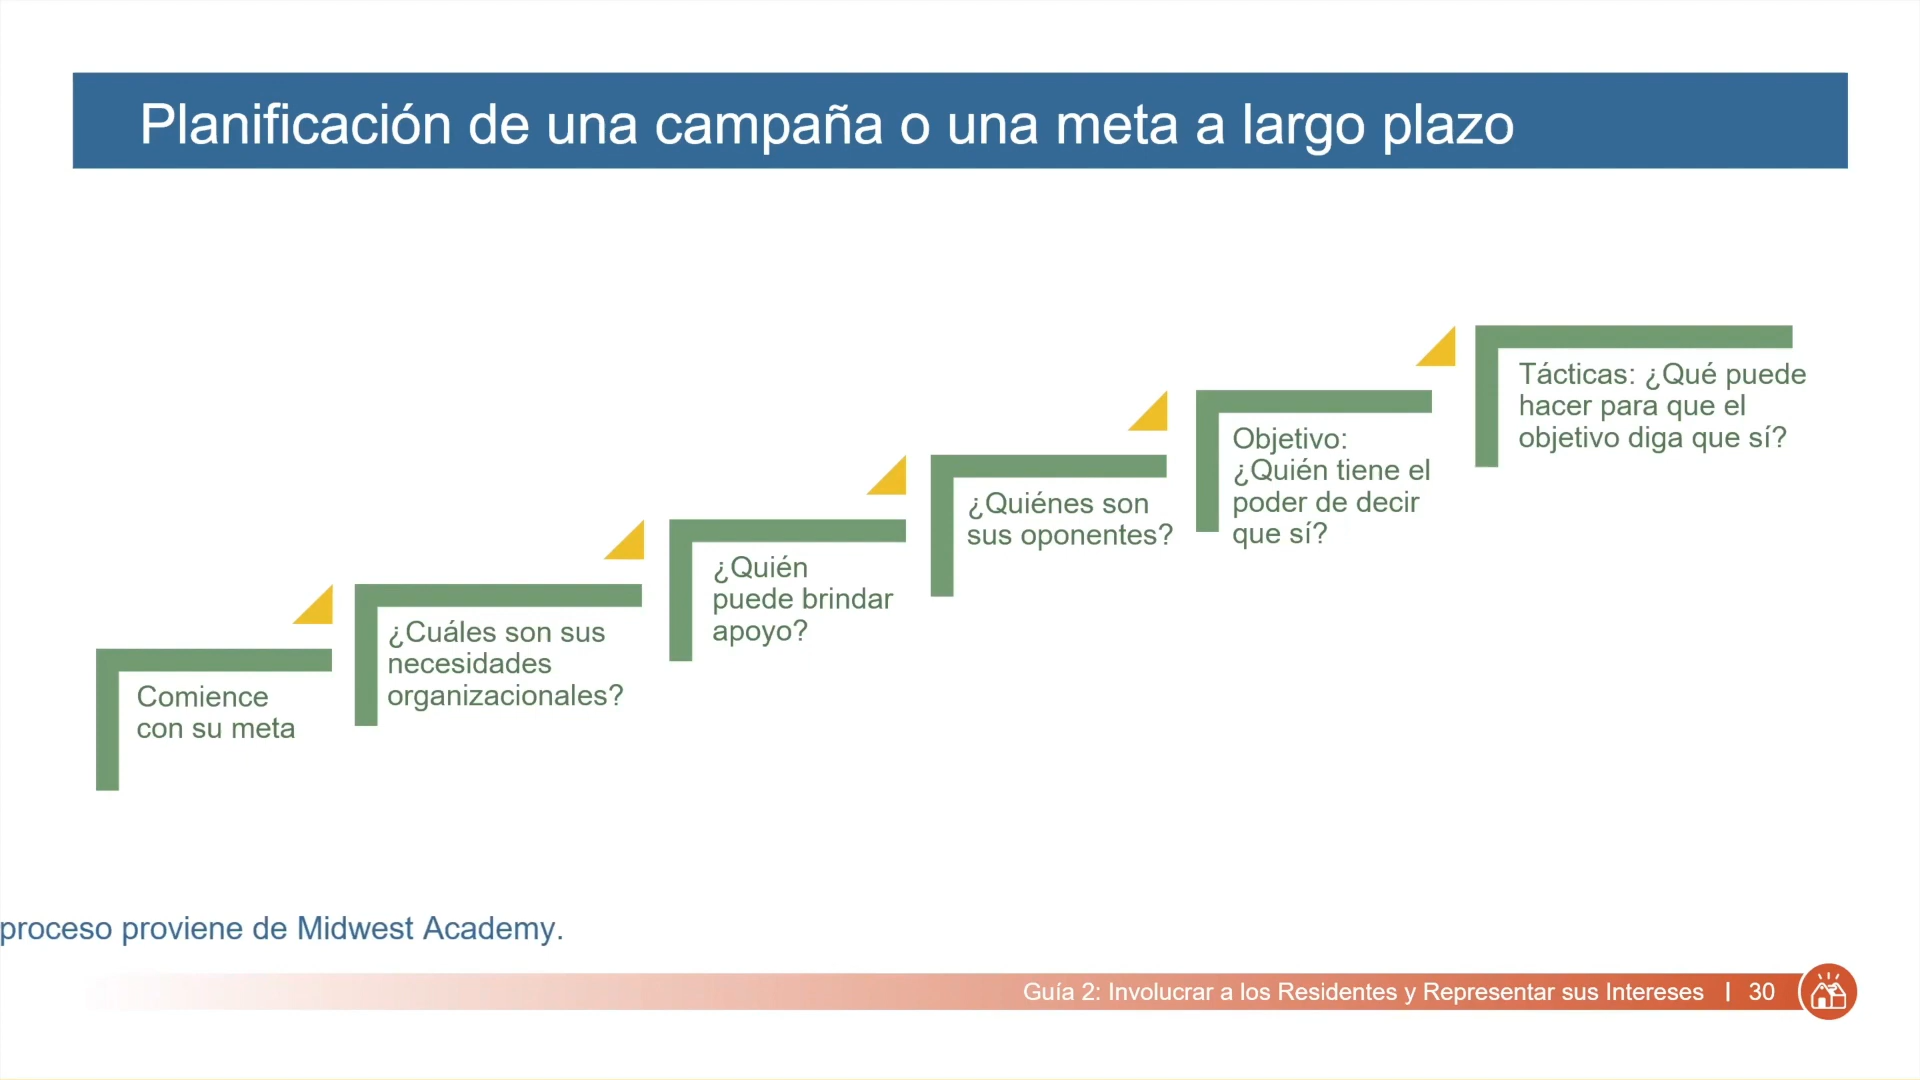 Planificación de una campaña o una meta a largo plazo
Comience
con su meta
¿Cuáles son sus
necesidades
organizacionales?
¿Quién
puede brindar
apoyo?
¿Quiénes son
sus oponentes?
Objetivo:
¿Quién tiene el
poder de decir
que sí?
Tácticas: ¿Qué puede
hacer para que el
objetivo diga que sí?
proceso proviene de Midwest Academy.
Guía 2: Involucrar a los Residentes y Representar sus Intereses | 30